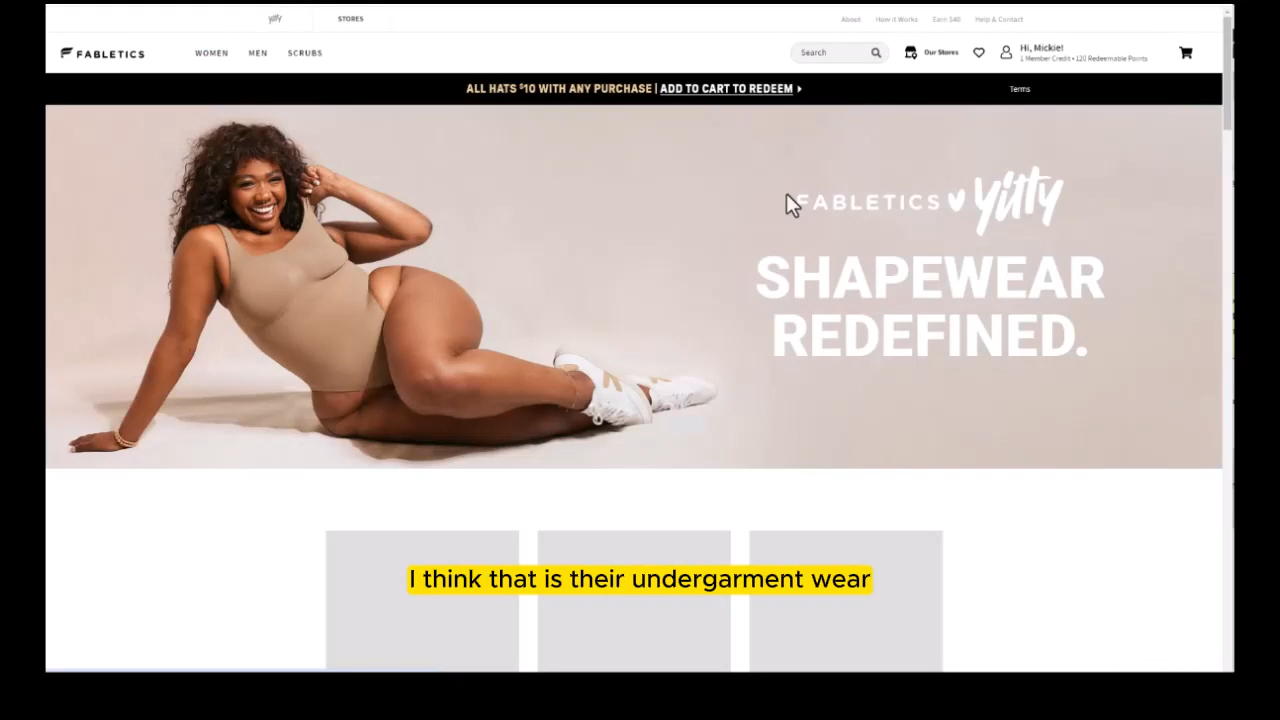 yitty
STORES
About
How it Works
Earn $40
Help & Contact
FABLETICS
WOMEN
MEN
SCRUBS
Search
Our Stores
Hi, Mickie!
1 Member Credit • 120 Redeemable Points
ALL HATS $10 WITH ANY PURCHASE | ADD TO CART TO REDEEM
Terms
FABLETICS yitty
SHAPEWEAR
REDEFINED.
I think that is their undergarment wear